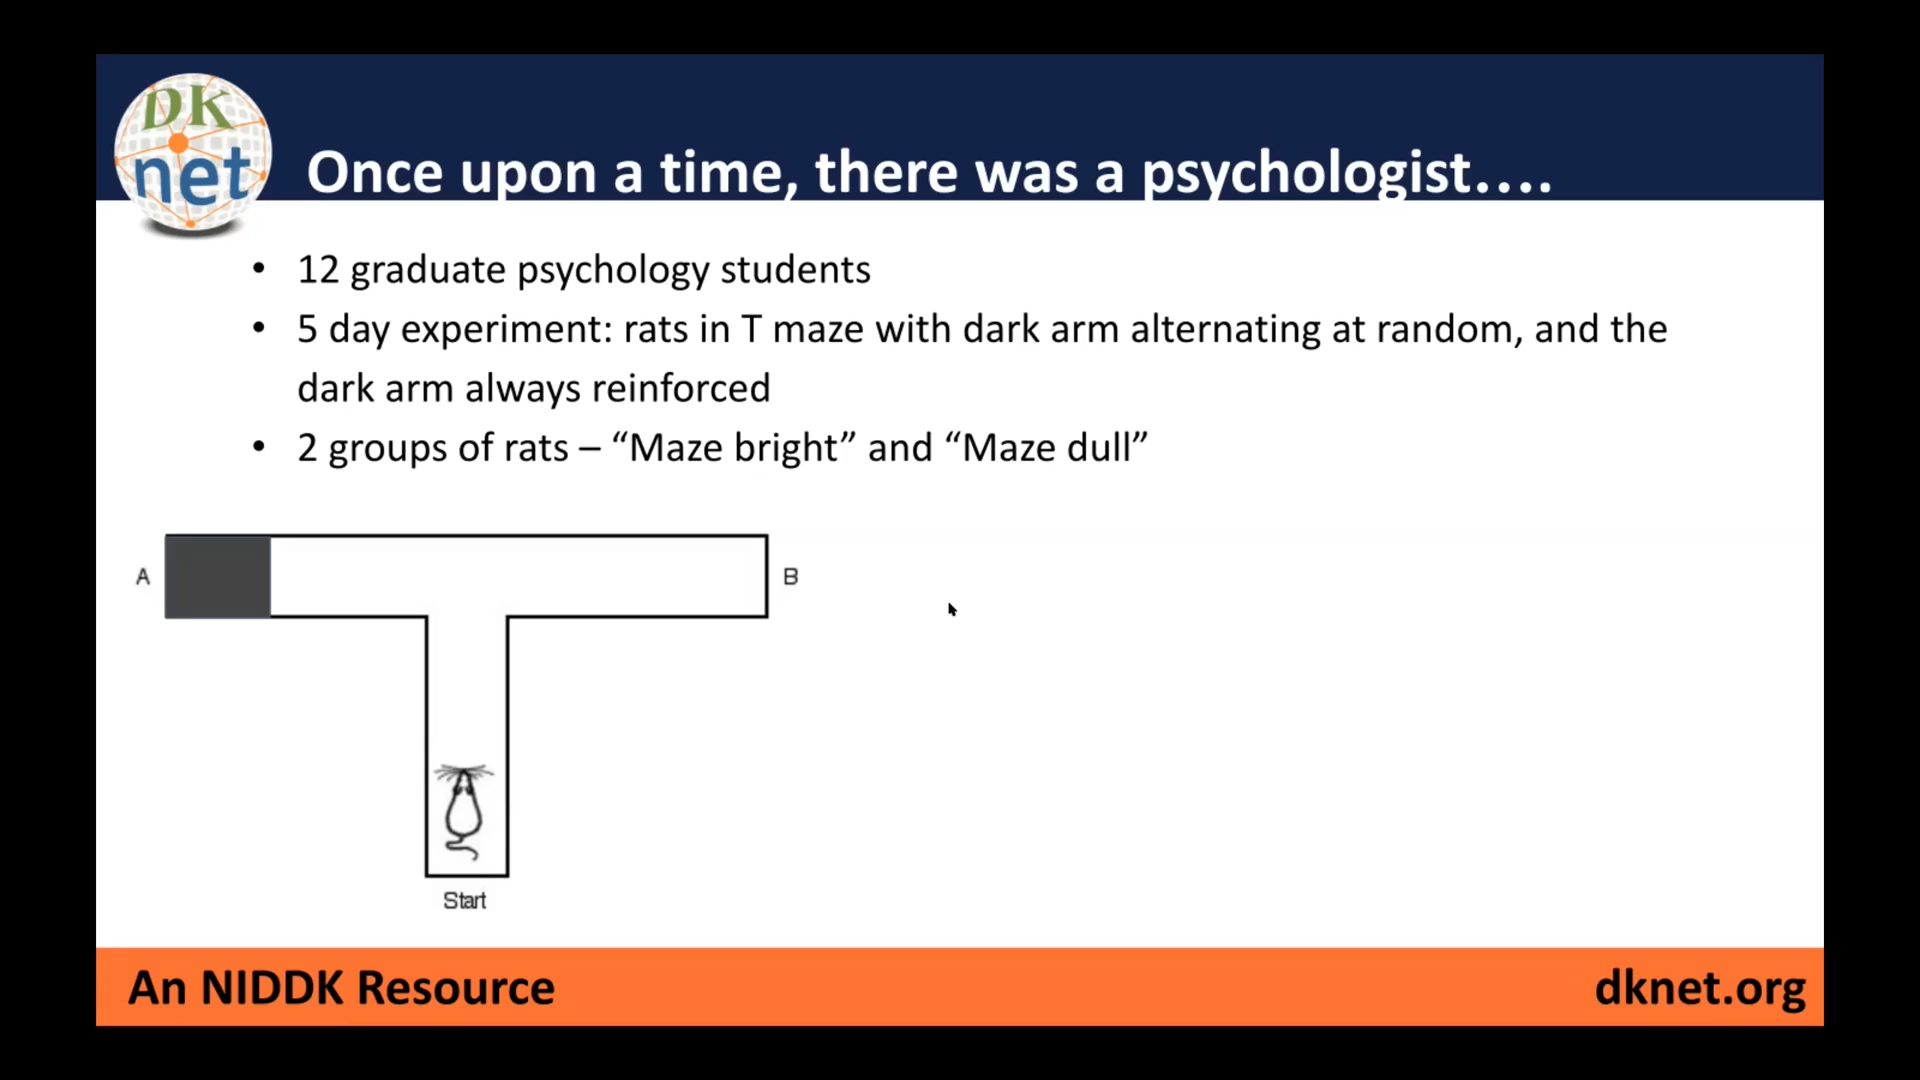 DK
net
Once upon a time, there was a psychologist….
• 12 graduate psychology students
• 5 day experiment: rats in T maze with dark arm alternating at random, and the
dark arm always reinforced
• 2 groups of rats – “Maze bright” and “Maze dull”
A
B
Start
An NIDDK Resource
dknet.org